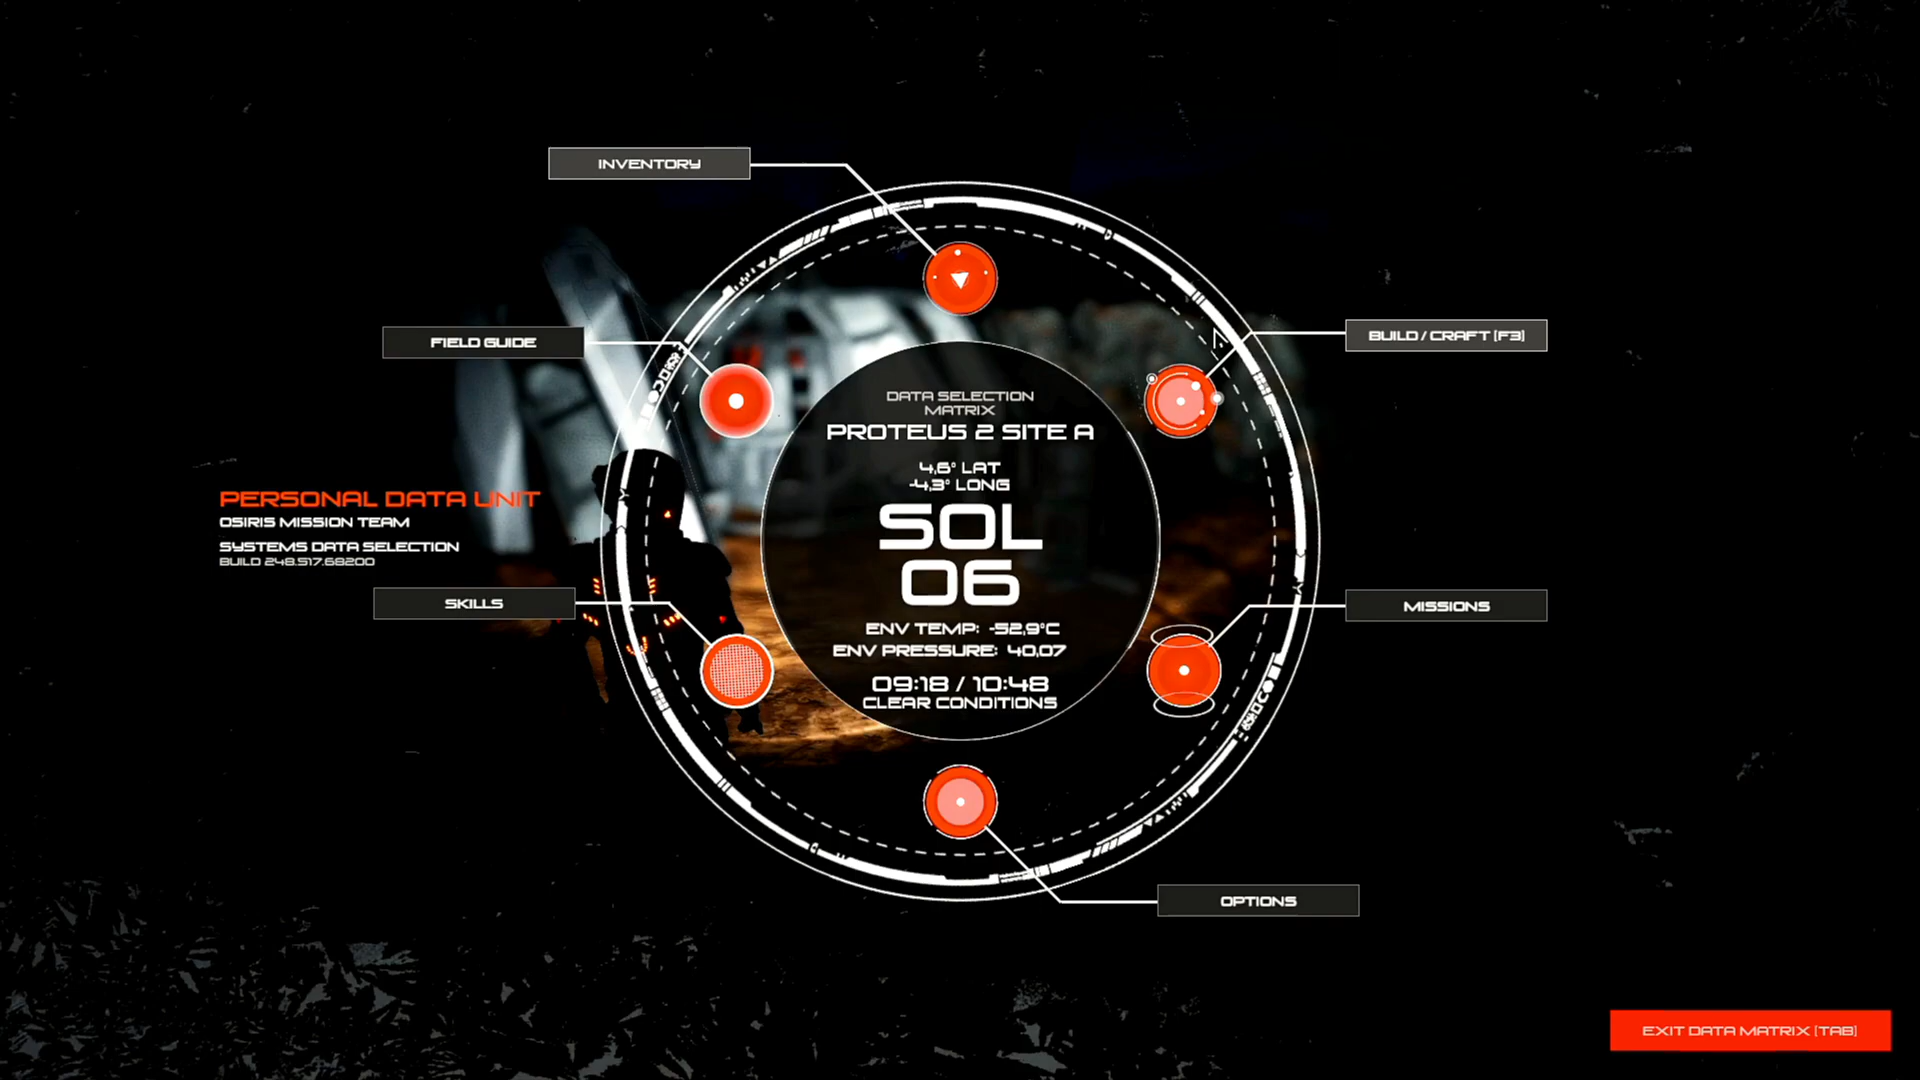 INVENTORY
FIELD GUIDE
BUILD / CRAFT [F3]
DATA SELECTION
MATRIX
PROTEUS 2 SITE A
4,6° LAT
-4,3° LONG
SOL
06
ENV TEMP: -52,9°C
ENV PRESSURE: 40,07
09:18 / 10:48
CLEAR CONDITIONS
PERSONAL DATA UNIT
OSIRIS MISSION TEAM
SYSTEMS DATA SELECTION
BUILD 248.517.68200
SKILLS
MISSIONS
OPTIONS
EXIT DATA MATRIX [TAB]